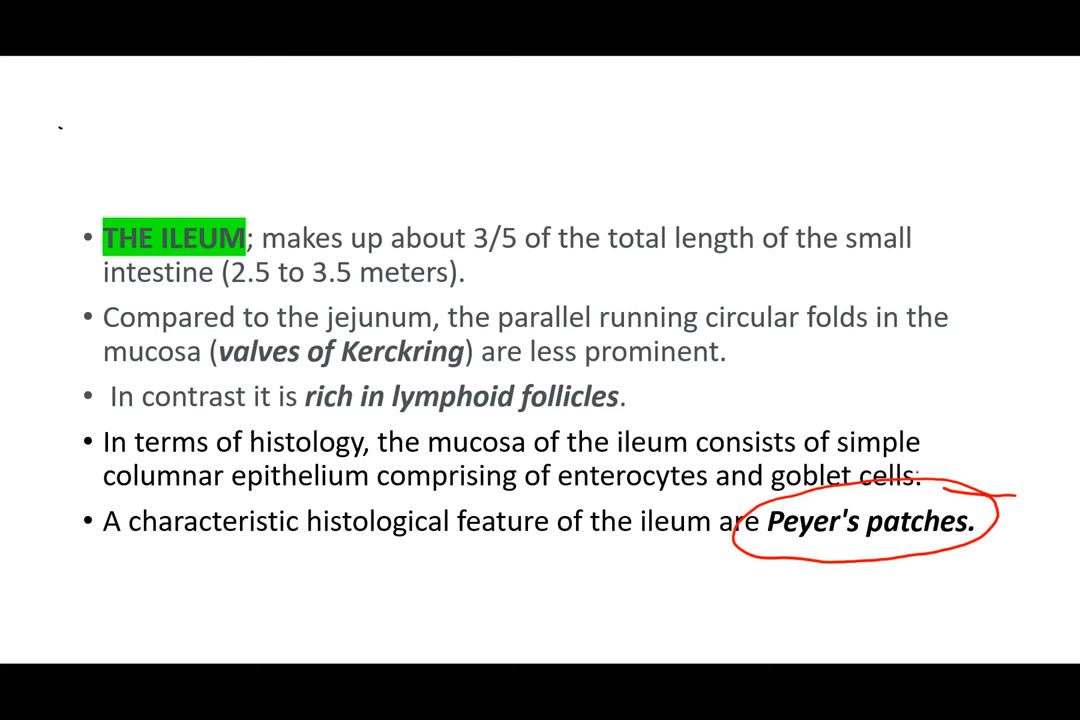 • THE ILEUM; makes up about 3/5 of the total length of the small
intestine (2.5 to 3.5 meters).
• Compared to the jejunum, the parallel running circular folds in the
mucosa (valves of Kerckring) are less prominent.
• In contrast it is rich in lymphoid follicles.
• In terms of histology, the mucosa of the ileum consists of simple
columnar epithelium comprising of enterocytes and goblet cells.
• A characteristic histological feature of the ileum are Peyer's patches.